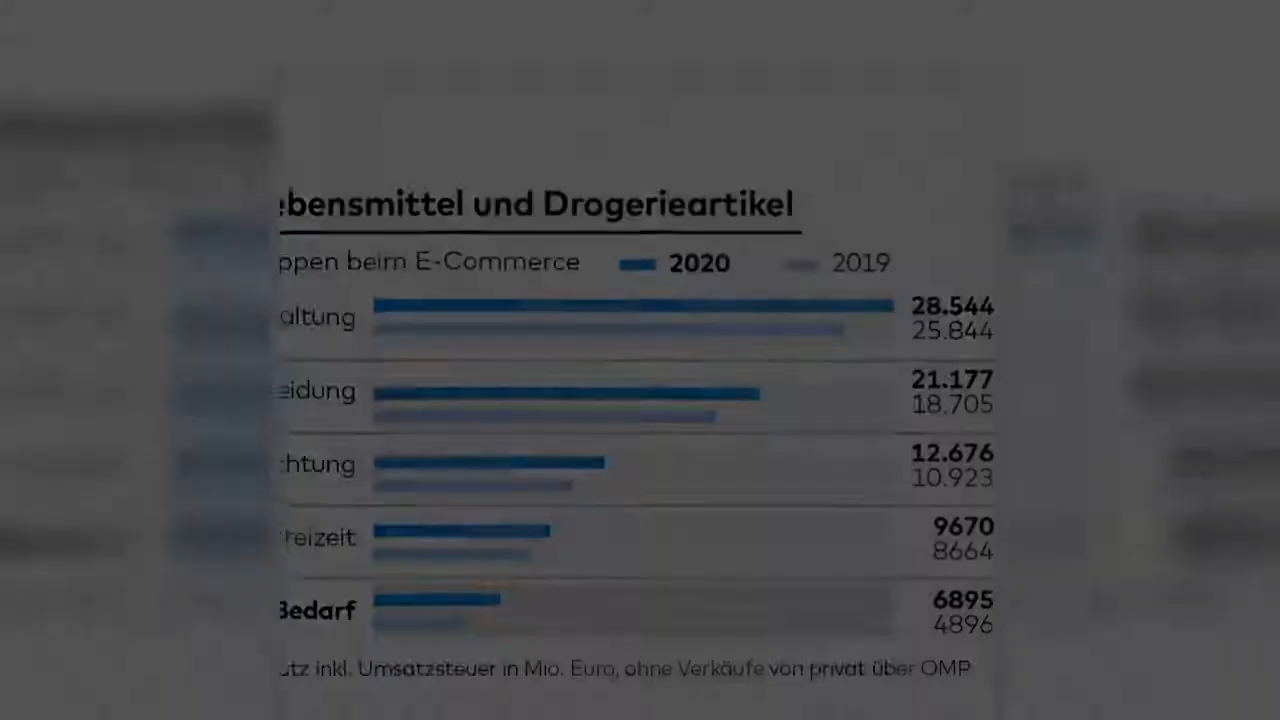 ebensmittel und Drogerieartikel
ppen beim E-Commerce 2020 2019
altung 28.544
25.844
eidung 21.177
18.705
chtung 12.676
10.923
reizeit 9670
8664
Bedarf 6895
4896
utz inkl. Umsatzsteuer in Mio. Euro, ohne Verkäufe von privat über OMP